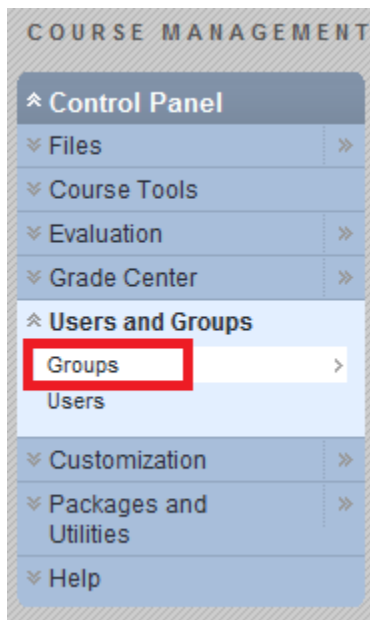 COURSE MANAGEMENT
Control Panel
Files
Course Tools
Evaluation
Grade Center
Users and Groups
Groups
Users
Customization
Packages and
Utilities
Help